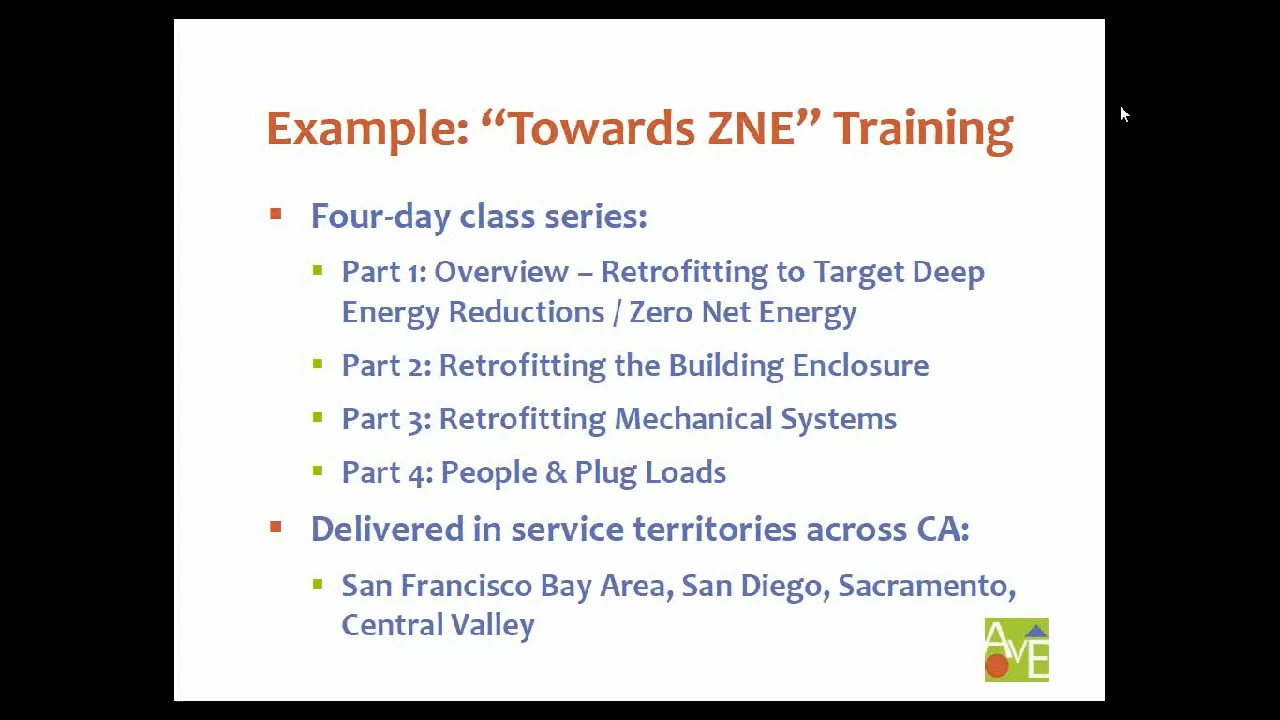 Example: “Towards ZNE” Training
Four-day class series:
Part 1: Overview – Retrofitting to Target Deep
Energy Reductions / Zero Net Energy
Part 2: Retrofitting the Building Enclosure
Part 3: Retrofitting Mechanical Systems
Part 4: People & Plug Loads
Delivered in service territories across CA:
San Francisco Bay Area, San Diego, Sacramento,
Central Valley
AVE